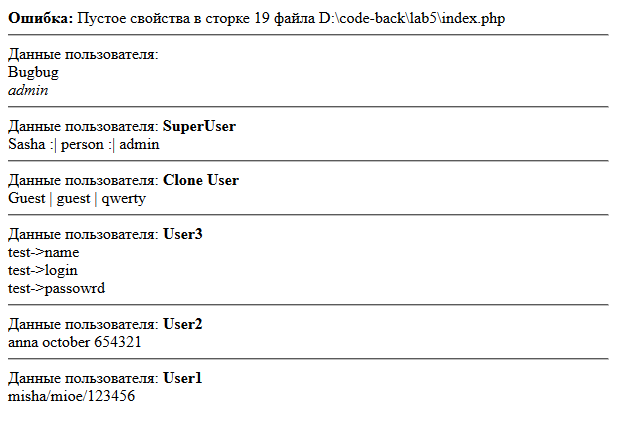 Ошибка: Пустое свойства в сторке 19 файла D:\code-back\lab5\index.php
Данные пользователя:
Bugbug
admin
Данные пользователя: SuperUser
Sasha :| person :| admin
Данные пользователя: Clone User
Guest | guest | qwerty
Данные пользователя: User3
test->name
test->login
test->passowrd
Данные пользователя: User2
anna october 654321
Данные пользователя: User1
misha/mioe/123456